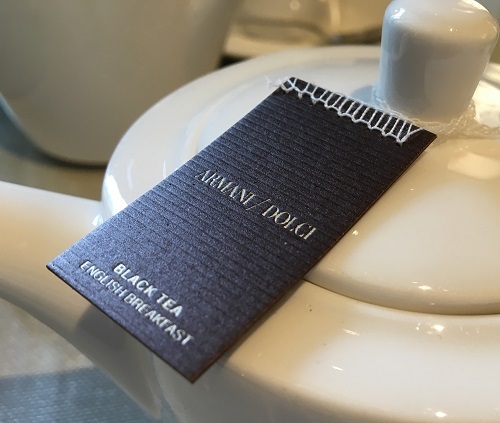 ARMANI / DOLCI
BLACK TEA
ENGLISH BREAKFAST